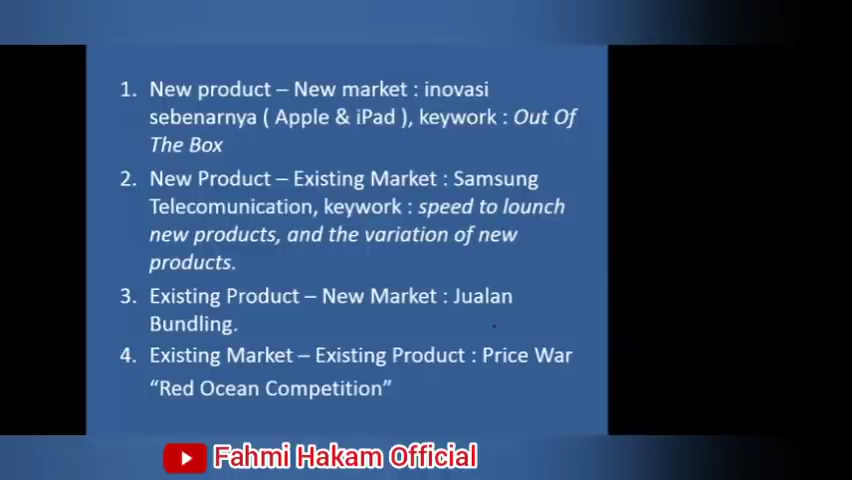 1. New product – New market : inovasi
sebenarnya ( Apple & iPad ), keywork : Out Of
The Box
2. New Product – Existing Market : Samsung
Telecomunication, keywork : speed to lounch
new products, and the variation of new
products.
3. Existing Product – New Market : Jualan
Bundling.
4. Existing Market – Existing Product : Price War
“Red Ocean Competition”
Fahmi Hakam Official